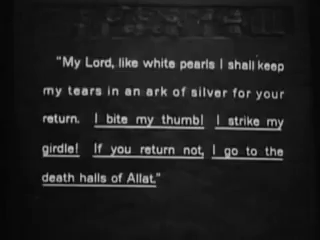 "My Lord, like white pearls I shall keep
my tears in an ark of silver for your
return. I bite my thumb! I strike my
girdle! If you return not, I go to the
death halls of Allat."